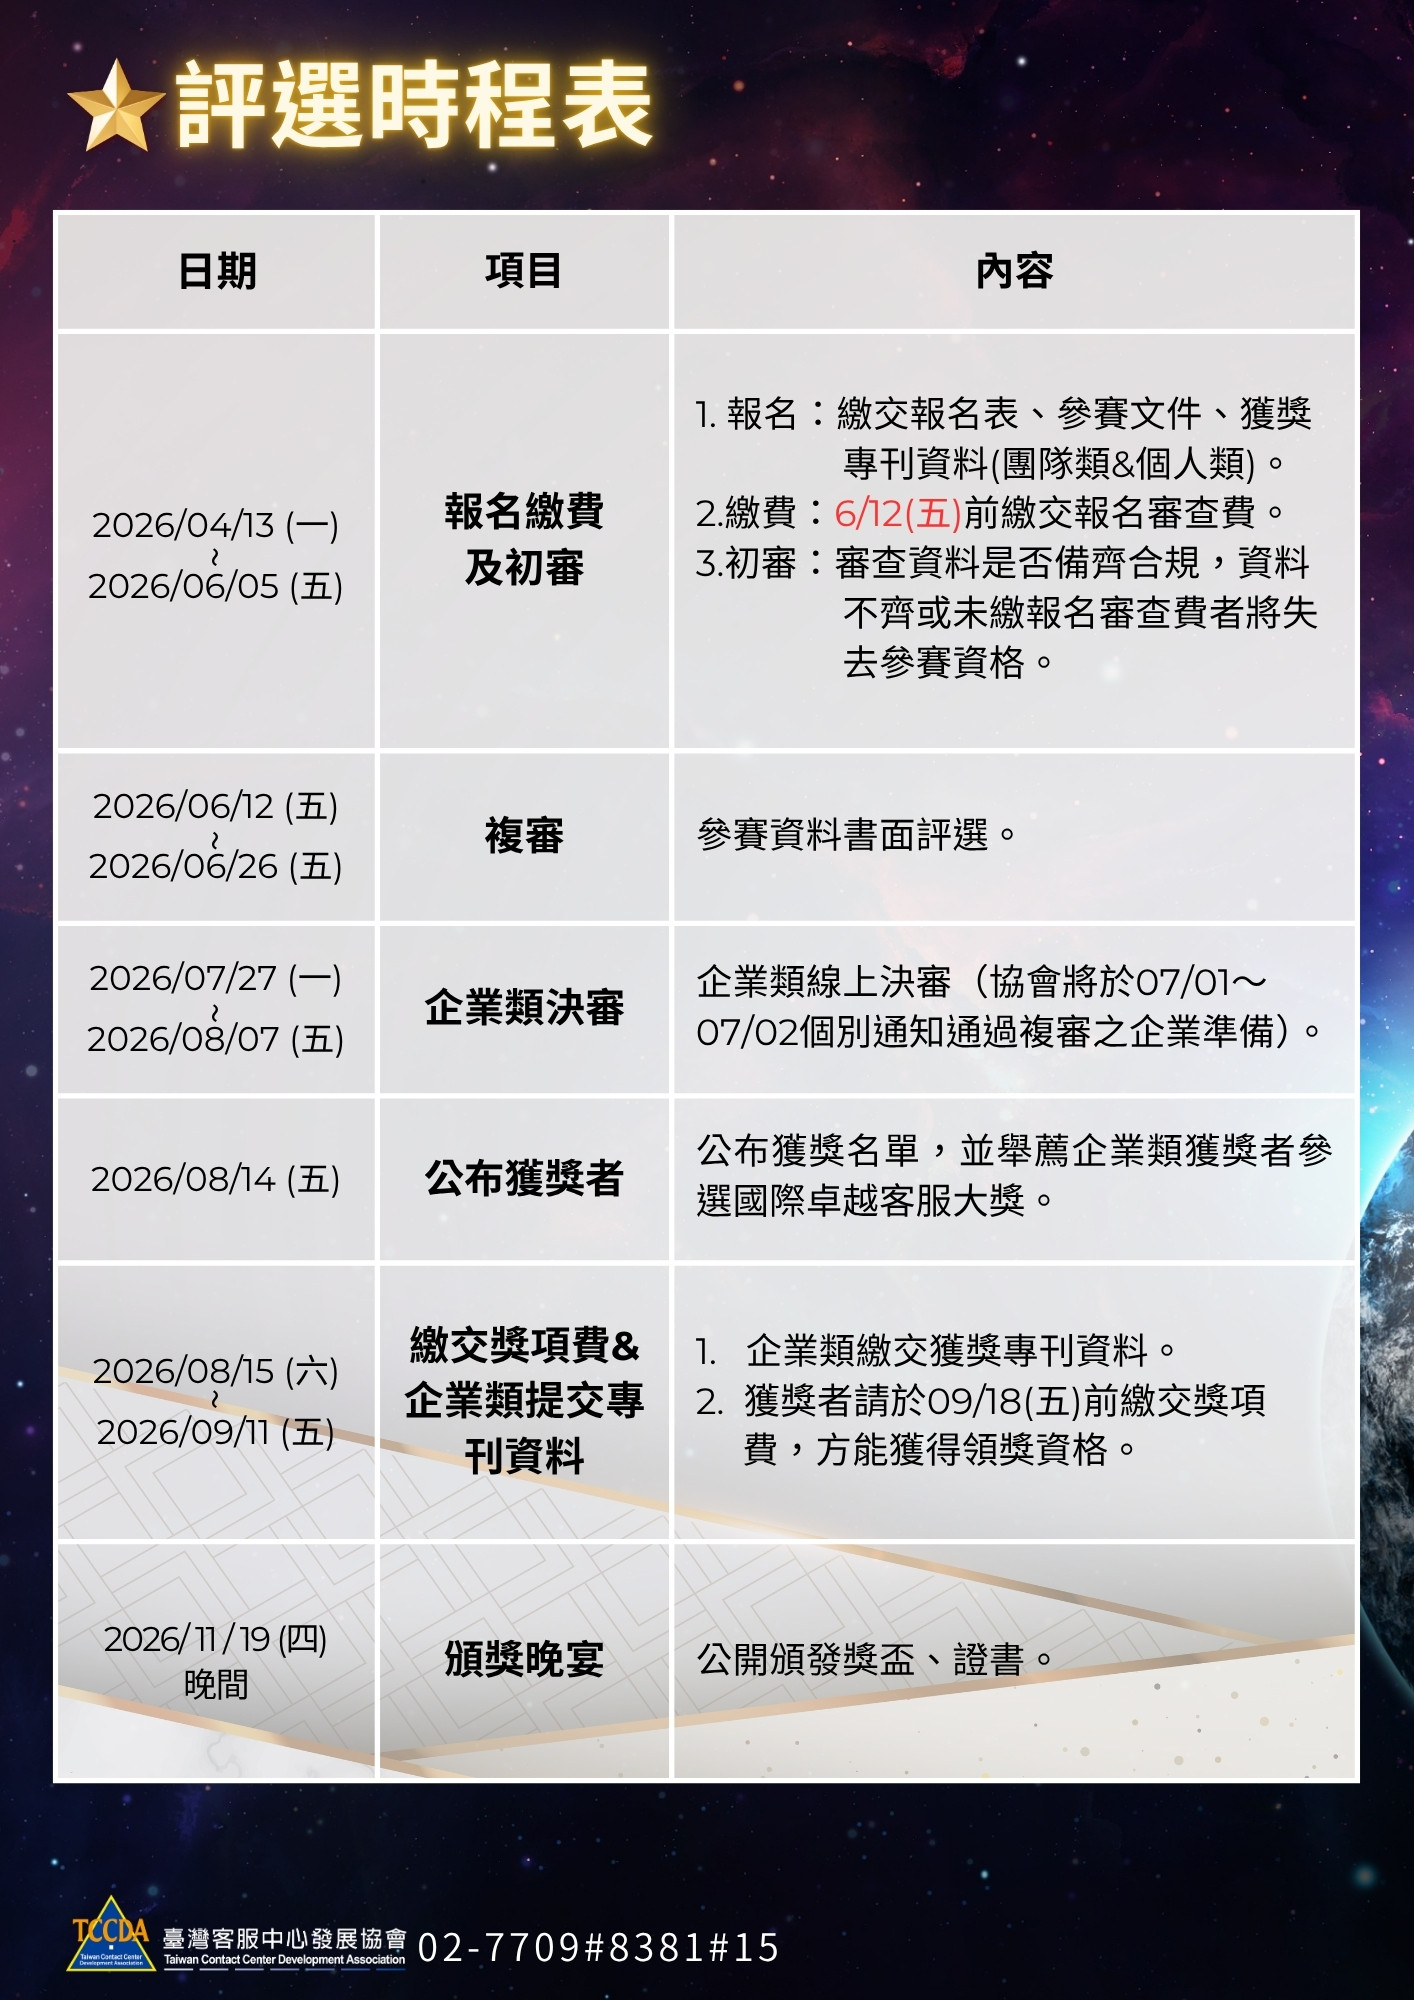 評選時程表
日期
項目
內容
2026/04/13 (一)
~
2026/06/05 (五)
報名繳費
及初審
1. 報名：繳交報名表、參賽文件、獲獎
專刊資料(團隊類&個人類)。
2.繳費：6/12(五)前繳交報名審查費。
3.初審：審查資料是否備齊合規，資料
不齊或未繳報名審查費者將失
去參賽資格。
2026/06/12 (五)
~
2026/06/26 (五)
複審
參賽資料書面評選。
2026/07/27 (一)
~
2026/08/07 (五)
企業類決審
企業類線上決審（協會將於07/01～
07/02個別通知通過複審之企業準備）。
2026/08/14 (五)
公布獲獎者
公布獲獎名單，並舉薦企業類獲獎者參
選國際卓越客服大獎。
2026/08/15 (六)
~
2026/09/11 (五)
繳交獎項費&
企業類提交專
刊資料
1. 企業類繳交獲獎專刊資料。
2. 獲獎者請於09/18(五)前繳交獎項
費，方能獲得領獎資格。
2026/ 11 / 19 (四)
晚間
頒獎晚宴
公開頒發獎盃、證書。
TCCDA
Taiwan Contact Center
Development Association
臺灣客服中心發展協會
Taiwan Contact Center Development Association
02-7709#8381#15